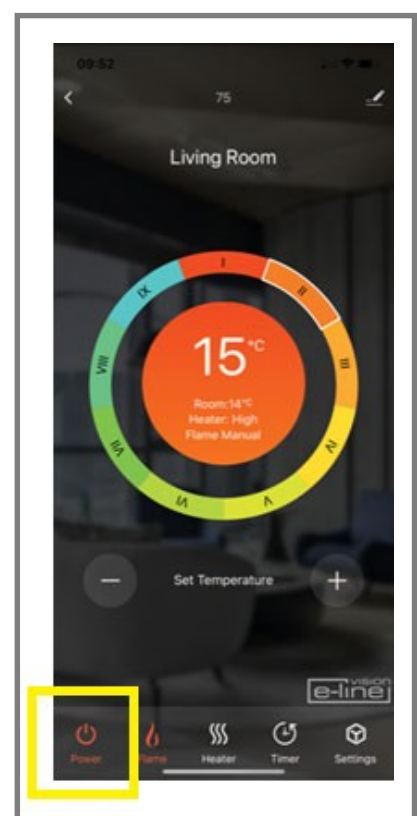 09:52
75
Living Room
I
II
III
IV
V
VI
VII
VIII
IX
15°C
Room:14°C
Heater: High
Flame Manual
Set Temperature
vision
e-line
Power
Flame
Heater
Timer
Settings